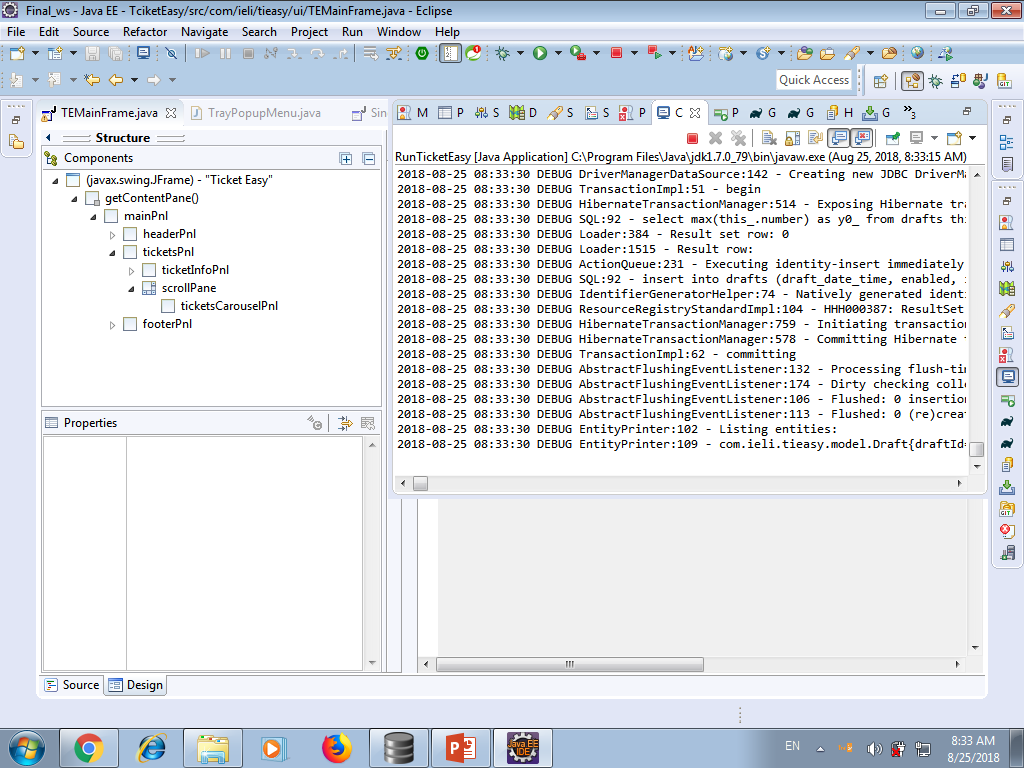 Final_ws - Java EE - TciketEasy/src/com/ieli/tieasy/ui/TEMainFrame.java - Eclipse
File Edit Source Refactor Navigate Search Project Run Window Help
Quick Access
TEMainFrame.java TrayPopupMenu.java Sin
M P S D S S P C P G G H G 3
Structure
Components
(javax.swing.JFrame) - "Ticket Easy"
getContentPane()
mainPnl
headerPnl
ticketsPnl
ticketInfoPnl
scrollPane
ticketsCarouselPnl
footerPnl
Properties
RunTicketEasy [Java Application] C:\Program Files\Java\jdk1.7.0_79\bin\javaw.exe (Aug 25, 2018, 8:33:15 AM)
2018-08-25 08:33:30 DEBUG DriverManagerDataSource:142 - Creating new JDBC DriverMa
2018-08-25 08:33:30 DEBUG TransactionImpl:51 - begin
2018-08-25 08:33:30 DEBUG HibernateTransactionManager:514 - Exposing Hibernate tra
2018-08-25 08:33:30 DEBUG SQL:92 - select max(this_.number) as y0_ from drafts thi
2018-08-25 08:33:30 DEBUG Loader:384 - Result set row: 0
2018-08-25 08:33:30 DEBUG Loader:1515 - Result row:
2018-08-25 08:33:30 DEBUG ActionQueue:231 - Executing identity-insert immediately
2018-08-25 08:33:30 DEBUG SQL:92 - insert into drafts (draft_date_time, enabled,
2018-08-25 08:33:30 DEBUG IdentifierGeneratorHelper:74 - Natively generated identi
2018-08-25 08:33:30 DEBUG ResourceRegistryStandardImpl:104 - HHH000387: ResultSet
2018-08-25 08:33:30 DEBUG HibernateTransactionManager:759 - Initiating transaction
2018-08-25 08:33:30 DEBUG HibernateTransactionManager:578 - Committing Hibernate
2018-08-25 08:33:30 DEBUG TransactionImpl:62 - committing
2018-08-25 08:33:30 DEBUG AbstractFlushingEventListener:132 - Processing flush-tim
2018-08-25 08:33:30 DEBUG AbstractFlushingEventListener:174 - Dirty checking colle
2018-08-25 08:33:30 DEBUG AbstractFlushingEventListener:106 - Flushed: 0 insertion
2018-08-25 08:33:30 DEBUG AbstractFlushingEventListener:113 - Flushed: 0 (re)creat
2018-08-25 08:33:30 DEBUG EntityPrinter:102 - Listing entities:
2018-08-25 08:33:30 DEBUG EntityPrinter:109 - com.ieli.tieasy.model.Draft{draftId=
Source Design
Java EE
IDE
EN
8:33 AM
8/25/2018